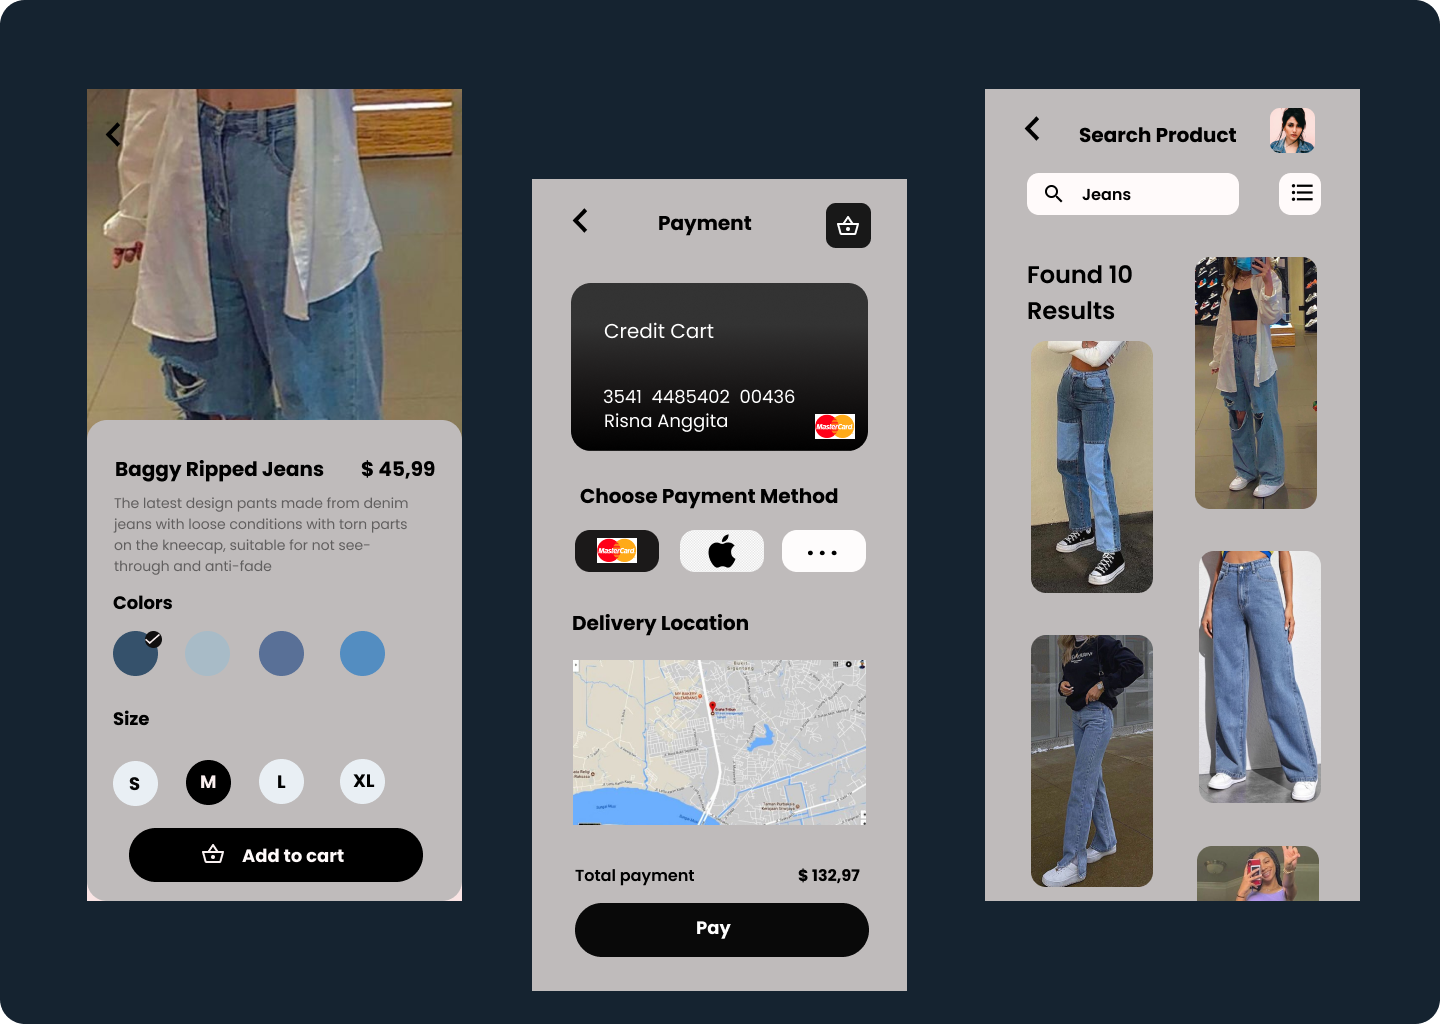 Baggy Ripped Jeans $ 45,99
The latest design pants made from denim
jeans with loose conditions with torn parts
on the kneecap, suitable for not see-
through and anti-fade
Colors
Size
S M L XL
Add to cart
Payment
Credit Cart
3541 4485402 00436
Risna Anggita
MasterCard
Choose Payment Method
MasterCard
Delivery Location
Total payment $ 132,97
Pay
Search Product
Jeans
Found 10
Results